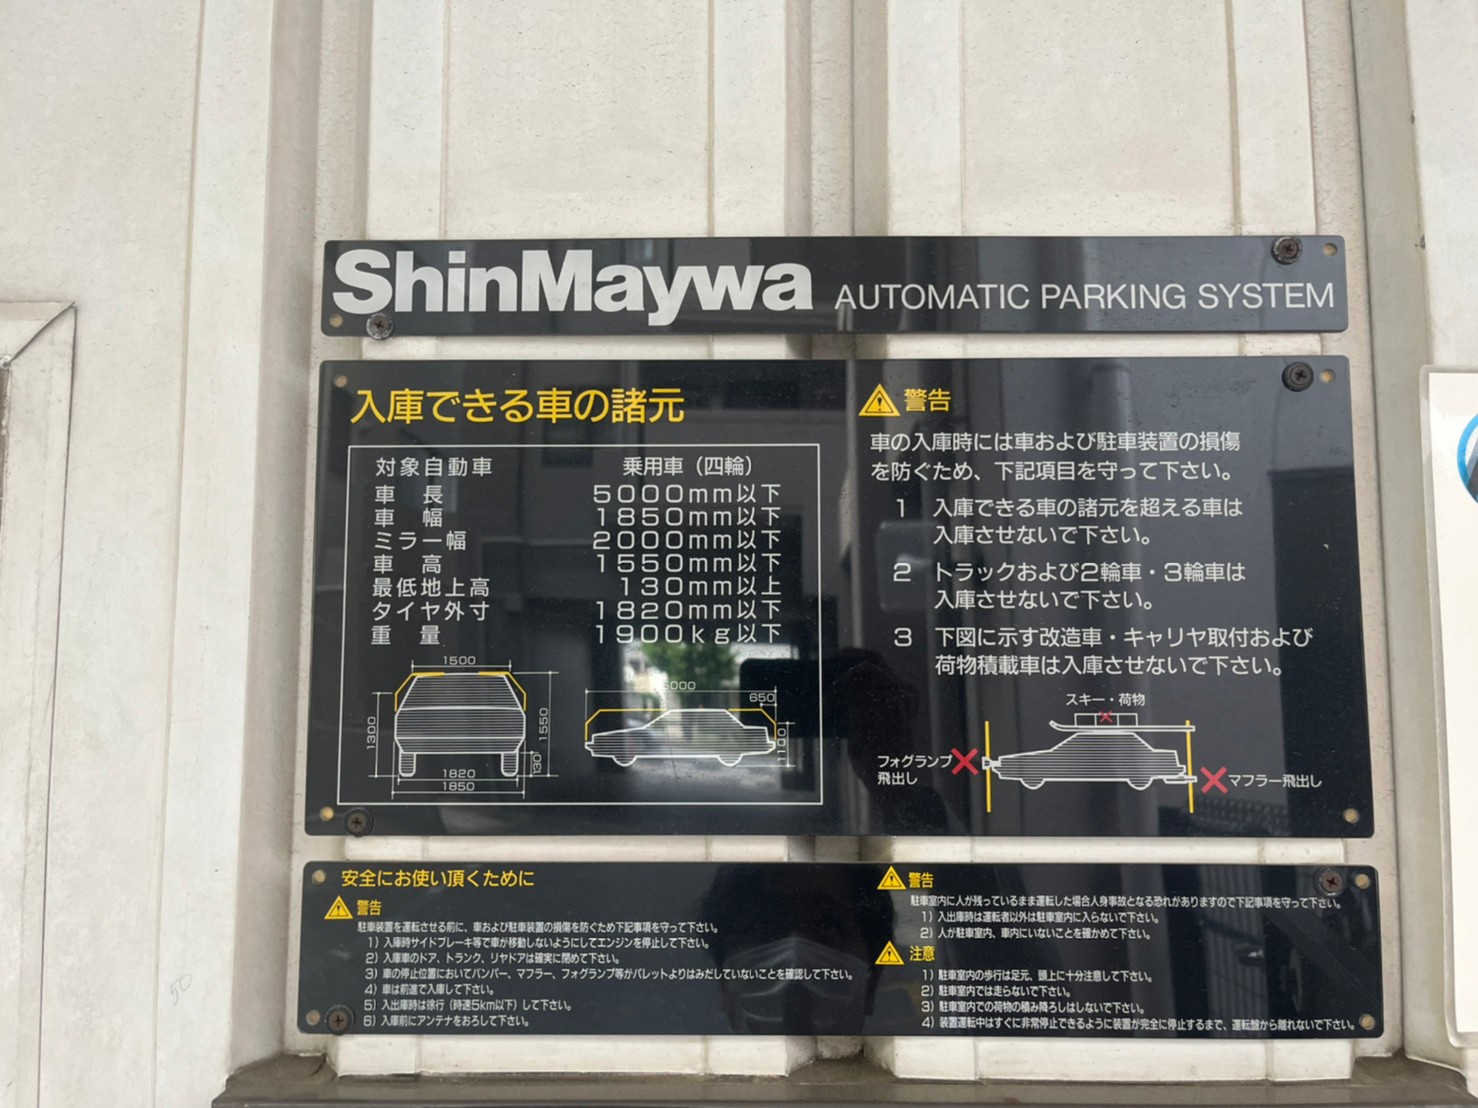 ShinMaywa AUTOMATIC PARKING SYSTEM
入庫できる車の諸元
対象自動車 乗用車(四輪)
車 長 5000mm以下
車 幅 1850mm以下
ミラー幅 2000mm以下
車 高 1550mm以下
最低地上高 130mm以上
タイヤ外寸 1820mm以下
重 量 1900kg以下
1500
1300
1550
130
1820
1850
5000
650
1100
警告
車の入庫時には車および駐車装置の損傷
を防ぐため、下記項目を守って下さい。
1 入庫できる車の諸元を超える車は
入庫させないで下さい。
2 トラックおよび2輪車・3輪車は
入庫させないで下さい。
3 下図に示す改造車・キャリヤ取付および
荷物積載車は入庫させないで下さい。
スキー・荷物
フォグランプ
飛出し
マフラー飛出し
安全にお使い頂くために
警告
駐車装置を運転させる前に、車および駐車装置の損傷を防ぐため下記事項を守って下さい。
1) 入庫時サイドブレーキ等で車が移動しないようにしてエンジンを停止して下さい。
2) 入庫車のドア、トランク、リヤドアは確実に閉めて下さい。
3) 車の停止位置においてバンパー、マフラー、フォグランプ等がパレットよりはみだしていないことを確認して下さい。
4) 車は前進で入庫して下さい。
5) 入出庫時は徐行(時速5km以下)して下さい。
6) 入庫前にアンテナをおろして下さい。
警告
駐車室内に人が残っているまま運転した場合人身事故となる恐れがありますので下記事項を守って下さい。
1) 入出庫時は運転者以外は駐車室内に入らないで下さい。
2) 人が駐車室内、車内にいないことを確かめて下さい。
注意
1) 駐車室内の歩行は足元、頭上に十分注意して下さい。
2) 駐車室内では走らないで下さい。
3) 駐車室内での荷物の積み降ろしはしないで下さい。
4) 装置運転中はすぐに非常停止できるように装置が完全に停止するまで、運転盤から離れないで下さい。
50